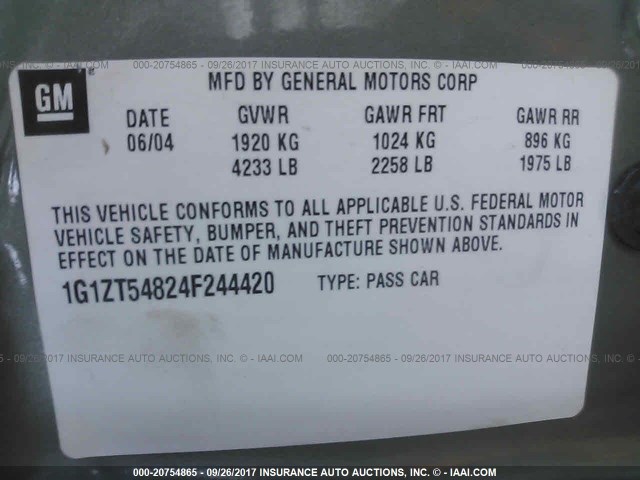 000-20754865 - 09/26/2017 INSURANCE AUTO AUCTIONS, INC. © - IAAI.COM
GM
MFD BY GENERAL MOTORS CORP
DATE GVWR GAWR FRT GAWR RR
06/04 1920 KG 1024 KG 896 KG
4233 LB 2258 LB 1975 LB
THIS VEHICLE CONFORMS TO ALL APPLICABLE U.S. FEDERAL MOTOR
VEHICLE SAFETY, BUMPER, AND THEFT PREVENTION STANDARDS IN
EFFECT ON THE DATE OF MANUFACTURE SHOWN ABOVE.
1G1ZT54824F244420 TYPE: PASS CAR
INSURANCE AUTO AUCTIONS, INC. © - IAAI.COM 000-20754865 - 09/26/2017 INSURANCE AUTO AUCTIONS
000-20754865 - 09/26/2017 INSURANCE AUTO AUCTIONS, INC. © - IAAI.COM